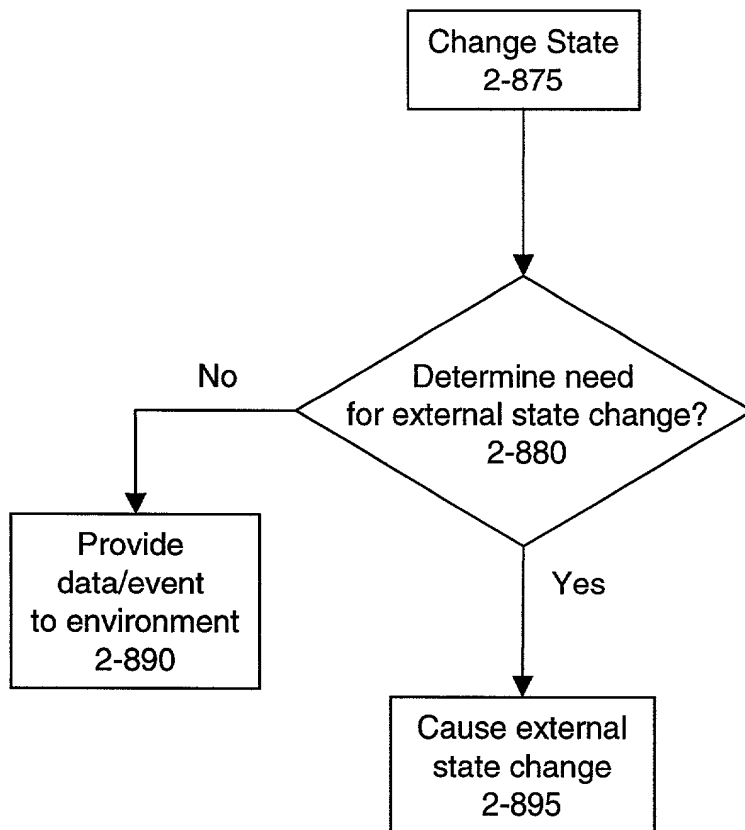 Change State
2-875
Determine need
for external state change?
2-880
No
Provide
data/event
to environment
2-890
Yes
Cause external
state change
2-895